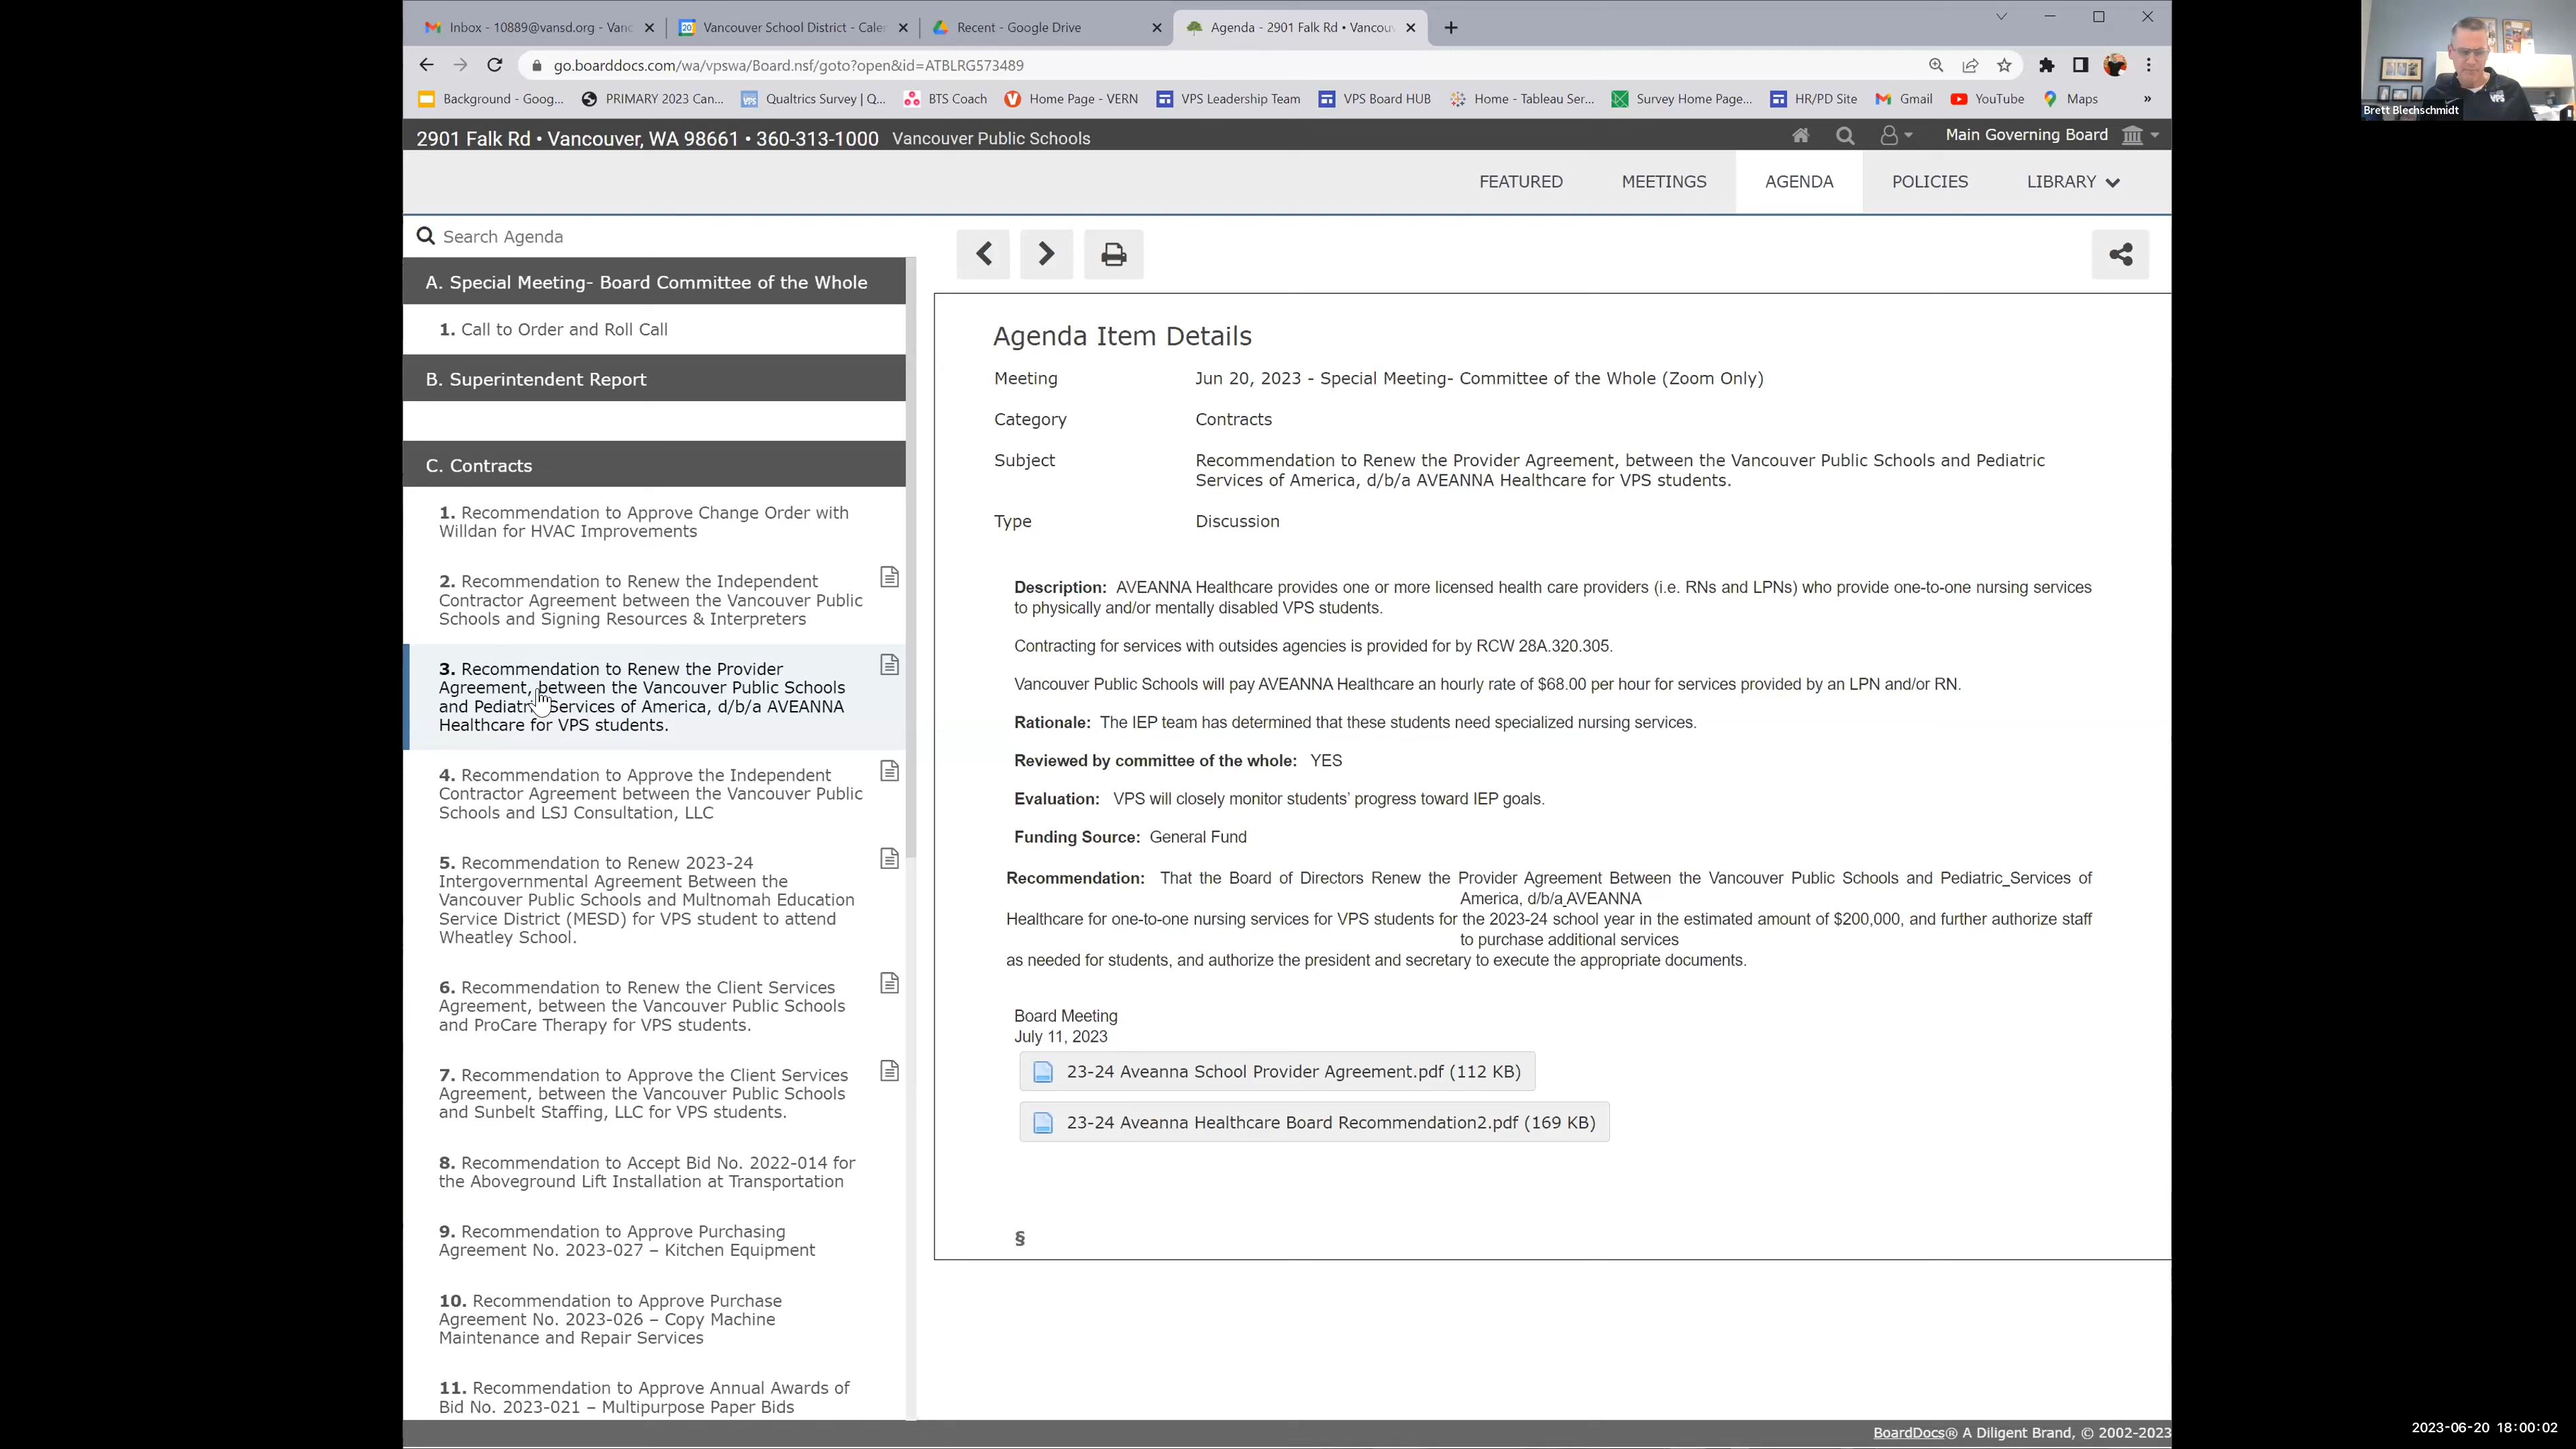 Inbox - 10889@vansd.org - Vanc
Vancouver School District - Caler
Recent - Google Drive
Agenda - 2901 Falk Rd • Vancouv
go.boarddocs.com/wa/vpswa/Board.nsf/goto?open&id=ATBLRG573489
Background - Goog...
PRIMARY 2023 Can...
Qualtrics Survey | Q...
BTS Coach
Home Page - VERN
VPS Leadership Team
VPS Board HUB
Home - Tableau Ser...
Survey Home Page...
HR/PD Site
Gmail
YouTube
Maps
»
2901 Falk Rd • Vancouver, WA 98661 • 360-313-1000 Vancouver Public Schools
Main Governing Board
FEATURED
MEETINGS
AGENDA
POLICIES
LIBRARY
Search Agenda
A. Special Meeting- Board Committee of the Whole
1. Call to Order and Roll Call
B. Superintendent Report
C. Contracts
1. Recommendation to Approve Change Order with
Willdan for HVAC Improvements
2. Recommendation to Renew the Independent
Contractor Agreement between the Vancouver Public
Schools and Signing Resources & Interpreters
3. Recommendation to Renew the Provider
Agreement, between the Vancouver Public Schools
and Pediatric Services of America, d/b/a AVEANNA
Healthcare for VPS students.
4. Recommendation to Approve the Independent
Contractor Agreement between the Vancouver Public
Schools and LSJ Consultation, LLC
5. Recommendation to Renew 2023-24
Intergovernmental Agreement Between the
Vancouver Public Schools and Multnomah Education
Service District (MESD) for VPS student to attend
Wheatley School.
6. Recommendation to Renew the Client Services
Agreement, between the Vancouver Public Schools
and ProCare Therapy for VPS students.
7. Recommendation to Approve the Client Services
Agreement, between the Vancouver Public Schools
and Sunbelt Staffing, LLC for VPS students.
8. Recommendation to Accept Bid No. 2022-014 for
the Aboveground Lift Installation at Transportation
9. Recommendation to Approve Purchasing
Agreement No. 2023-027 – Kitchen Equipment
10. Recommendation to Approve Purchase
Agreement No. 2023-026 – Copy Machine
Maintenance and Repair Services
11. Recommendation to Approve Annual Awards of
Bid No. 2023-021 – Multipurpose Paper Bids
Agenda Item Details
Meeting Jun 20, 2023 - Special Meeting- Committee of the Whole (Zoom Only)
Category Contracts
Subject Recommendation to Renew the Provider Agreement, between the Vancouver Public Schools and Pediatric
Services of America, d/b/a AVEANNA Healthcare for VPS students.
Type Discussion
Description: AVEANNA Healthcare provides one or more licensed health care providers (i.e. RNs and LPNs) who provide one-to-one nursing services
to physically and/or mentally disabled VPS students.
Contracting for services with outsides agencies is provided for by RCW 28A.320.305.
Vancouver Public Schools will pay AVEANNA Healthcare an hourly rate of $68.00 per hour for services provided by an LPN and/or RN.
Rationale: The IEP team has determined that these students need specialized nursing services.
Reviewed by committee of the whole: YES
Evaluation: VPS will closely monitor students’ progress toward IEP goals.
Funding Source: General Fund
Recommendation: That the Board of Directors Renew the Provider Agreement Between the Vancouver Public Schools and Pediatric Services of
America, d/b/a AVEANNA
Healthcare for one-to-one nursing services for VPS students for the 2023-24 school year in the estimated amount of $200,000, and further authorize staff
to purchase additional services
as needed for students, and authorize the president and secretary to execute the appropriate documents.
Board Meeting
July 11, 2023
23-24 Aveanna School Provider Agreement.pdf (112 KB)
23-24 Aveanna Healthcare Board Recommendation2.pdf (169 KB)
§
BoardDocs® A Diligent Brand, © 2002-2023
VPS
Brett Blechschmidt
2023-06-20 18:00:02